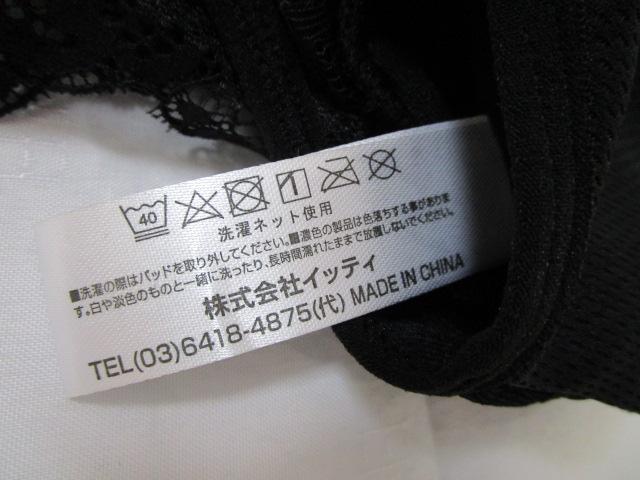 40
洗濯ネット使用
■洗濯の際はパッドを取り外してください。■濃色の製品は色落ちする事がありま
す。白や淡色のものと一緒に洗ったり、長時間濡れたままで放置しないでください。
株式会社イッティ
TEL(03)6418-4875(代) MADE IN CHINA